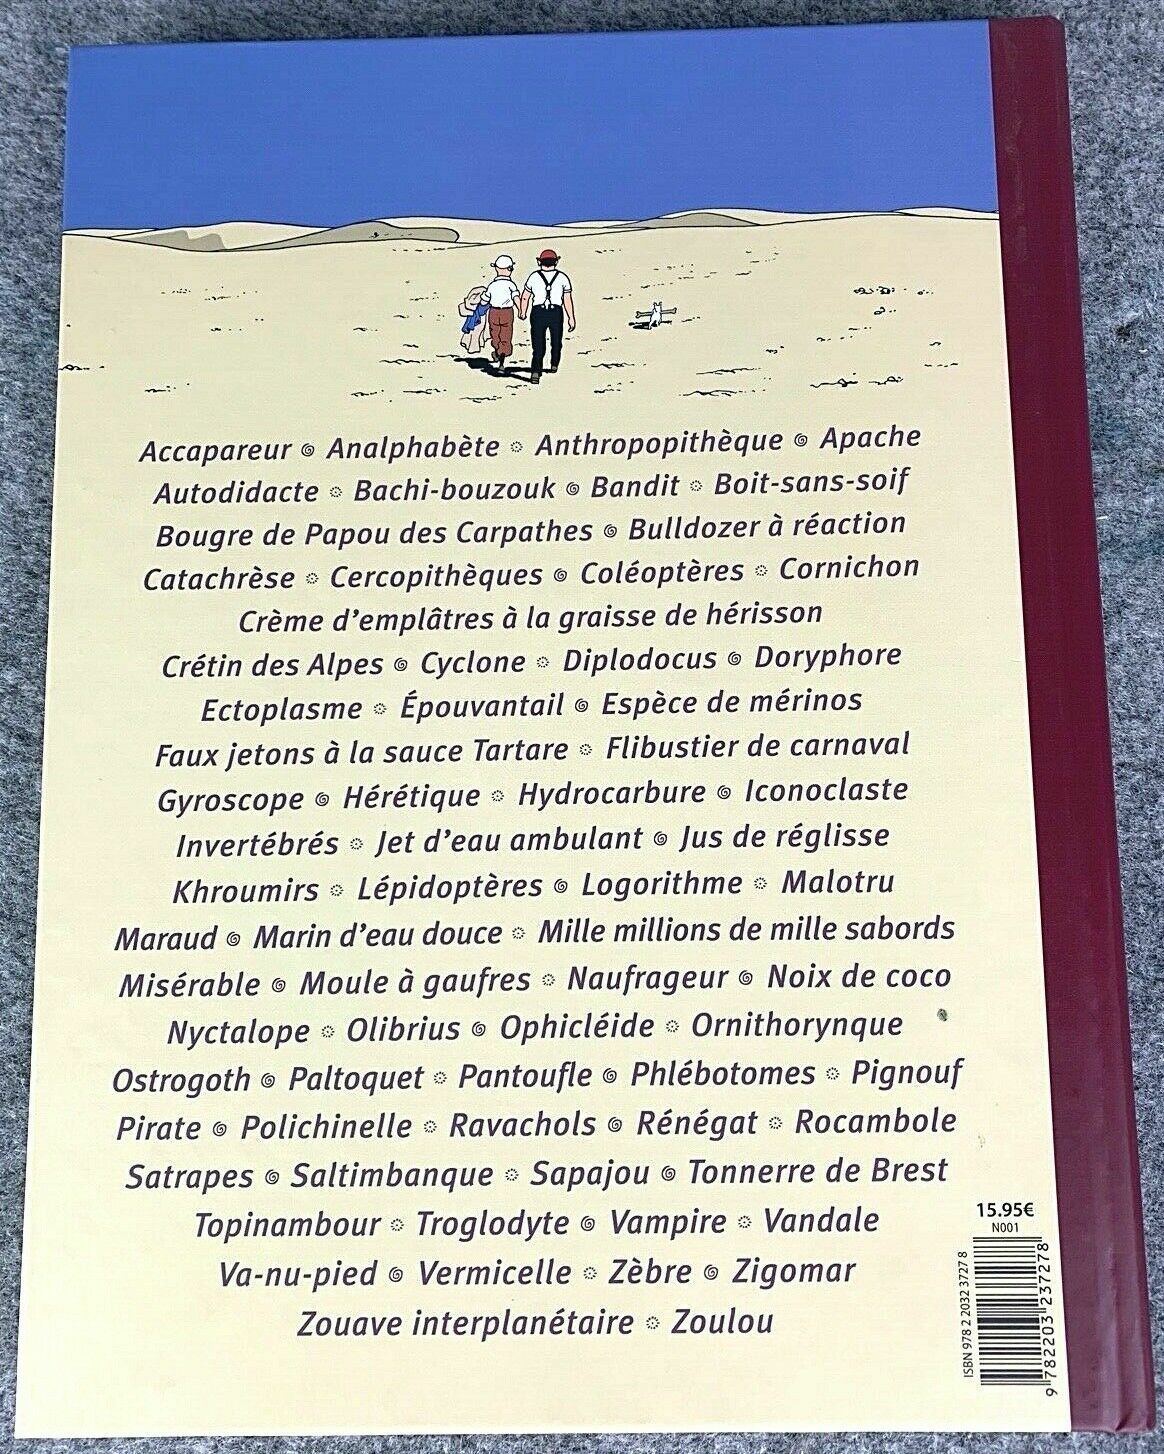 Accapareur Analphabète Anthropopithèque Apache
Autodidacte Bachi-bouzouk Bandit Boit-sans-soif
Bougre de Papou des Carpathes Bulldozer à réaction
Catachrèse Cercopithèques Coléoptères Cornichon
Crème d'emplâtres à la graisse de hérisson
Crétin des Alpes Cyclone Diplodocus Doryphore
Ectoplasme Épouvantail Espèce de mérinos
Faux jetons à la sauce Tartare Flibustier de carnaval
Gyroscope Hérétique Hydrocarbure Iconoclaste
Invertébrés Jet d'eau ambulant Jus de réglisse
Khroumirs Lépidoptères Logorithme Malotru
Maraud Marin d'eau douce Mille millions de mille sabords
Misérable Moule à gaufres Naufrageur Noix de coco
Nyctalope Olibrius Ophicléide Ornithorynque
Ostrogoth Paltoquet Pantoufle Phlébotomes Pignouf
Pirate Polichinelle Ravachols Rénégat Rocambole
Satrapes Saltimbanque Sapajou Tonnerre de Brest
Topinambour Troglodyte Vampire Vandale
Va-nu-pied Vermicelle Zèbre Zigomar
Zouave interplanétaire Zoulou
15.95€
N001
ISBN 978 2 2032 3727 8
9 782203 237278